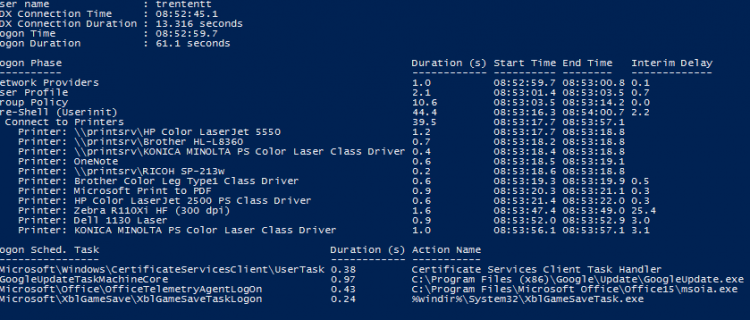 ser name : trententt
DX Connection Time : 08:52:45.1
DX Connection Duration : 13.316 seconds
ogon Time : 08:52:59.7
ogon Duration : 61.1 seconds
ogon Phase Duration (s) Start Time End Time Interim Delay
----------- ------------ ---------- -------- -------------
etwork Providers 1.0 08:52:59.7 08:53:00.8 0.1
ser Profile 2.1 08:53:01.4 08:53:03.5 0.7
roup Policy 10.6 08:53:03.5 08:53:14.2 0.0
re-Shell (Userinit) 44.4 08:53:16.3 08:54:00.7 2.2
Connect to Printers 39.5 08:53:17.7 08:53:57.1
Printer: \\printsrv\HP Color LaserJet 5550 1.2 08:53:17.7 08:53:18.8
Printer: \\printsrv\Brother HL-L8360 0.7 08:53:18.2 08:53:18.8
Printer: \\printsrv\KONICA MINOLTA PS Color Laser Class Driver 0.4 08:53:18.4 08:53:18.8
Printer: OneNote 0.6 08:53:18.5 08:53:19.1
Printer: \\printsrv\RICOH SP-213w 0.2 08:53:18.6 08:53:18.8
Printer: Brother Color Leg Type1 Class Driver 0.6 08:53:19.3 08:53:19.9 0.5
Printer: Microsoft Print to PDF 0.9 08:53:20.3 08:53:21.1 0.3
Printer: HP Color LaserJet 2500 PS Class Driver 0.6 08:53:21.4 08:53:22.0 0.3
Printer: Zebra R110Xi HF (300 dpi) 1.6 08:53:47.4 08:53:49.0 25.4
Printer: Dell 1130 Laser 0.9 08:53:52.0 08:53:52.9 3.0
Printer: KONICA MINOLTA PS Color Laser Class Driver 1.0 08:53:56.1 08:53:57.1 3.1
ogon Sched. Task Duration (s) Action Name
----------------- ------------ -----------
Microsoft\Windows\CertificateServicesClient\UserTask 0.38 Certificate Services Client Task Handler
GoogleUpdateTaskMachineCore 0.97 C:\Program Files (x86)\Google\Update\GoogleUpdate.exe
Microsoft\Office\OfficeTelemetryAgentLogOn 0.43 C:\Program Files\Microsoft Office\Office15\msoia.exe
Microsoft\XblGameSave\XblGameSaveTaskLogon 0.24 %windir%\System32\XblGameSaveTask.exe